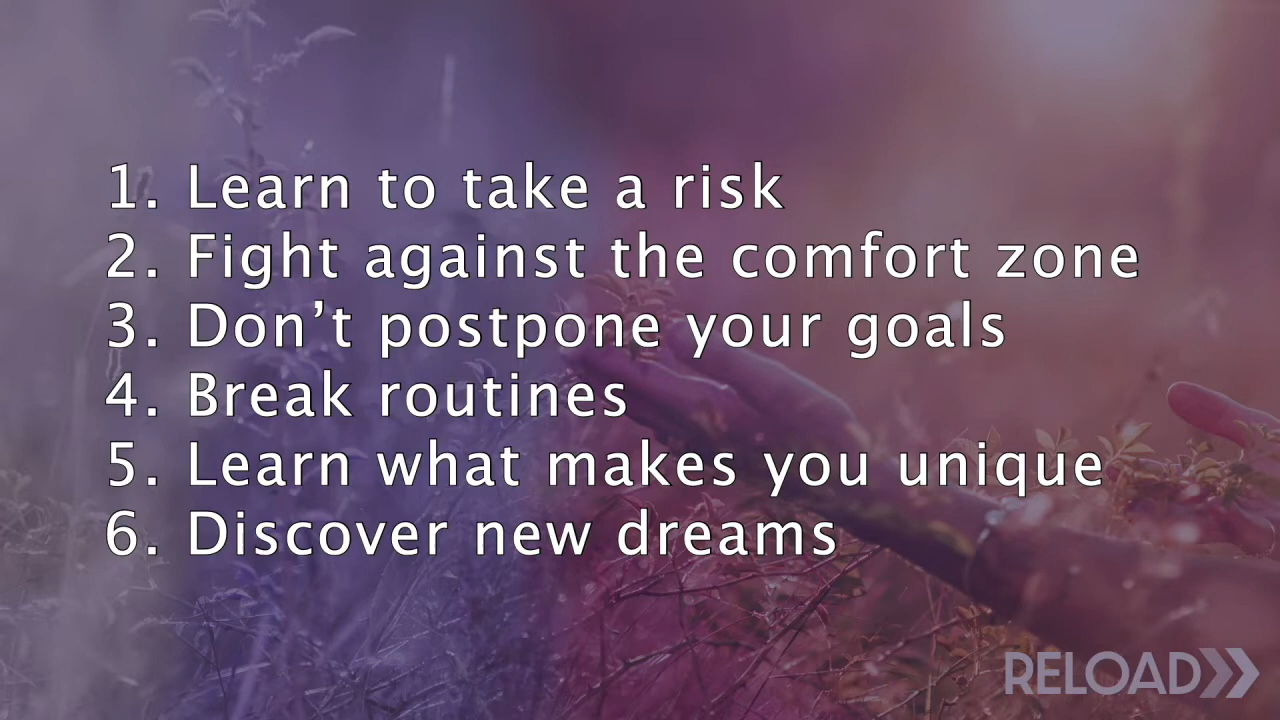 1. Learn to take a risk
2. Fight against the comfort zone
3. Don’t postpone your goals
4. Break routines
5. Learn what makes you unique
6. Discover new dreams
RELOAD